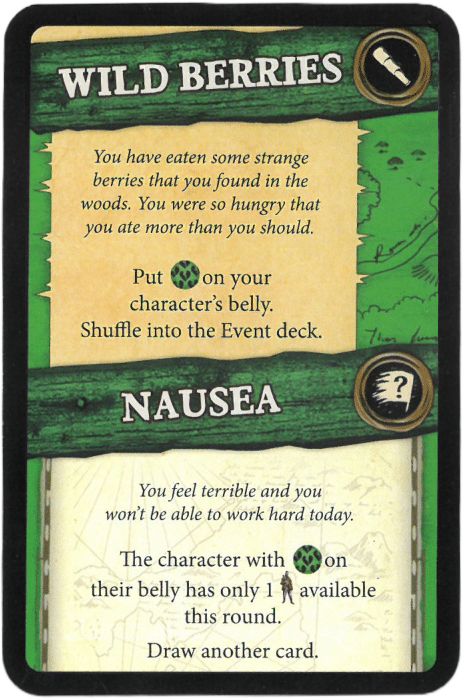 WILD BERRIES
You have eaten some strange
berries that you found in the
woods. You were so hungry that
you ate more than you should.
Put on your
character's belly.
Shuffle into the Event deck.
NAUSEA
?
You feel terrible and you
won't be able to work hard today.
The character with on
their belly has only 1 available
this round.
Draw another card.